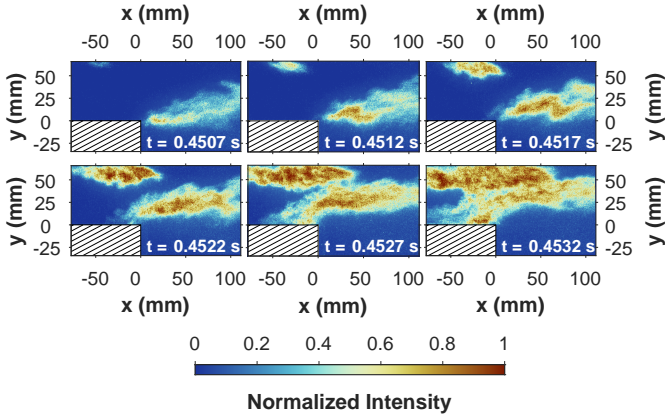 x (mm) x (mm) x (mm)
-50 0 50 100 -50 0 50 100 -50 0 50 100
y (mm) 50 25 0 -25 50 25 0 -25 y (mm)
t = 0.4507 s t = 0.4512 s t = 0.4517 s
y (mm) 50 25 0 -25 50 25 0 -25 y (mm)
t = 0.4522 s t = 0.4527 s t = 0.4532 s
-50 0 50 100 -50 0 50 100 -50 0 50 100
x (mm) x (mm) x (mm)
0 0.2 0.4 0.6 0.8 1
Normalized Intensity